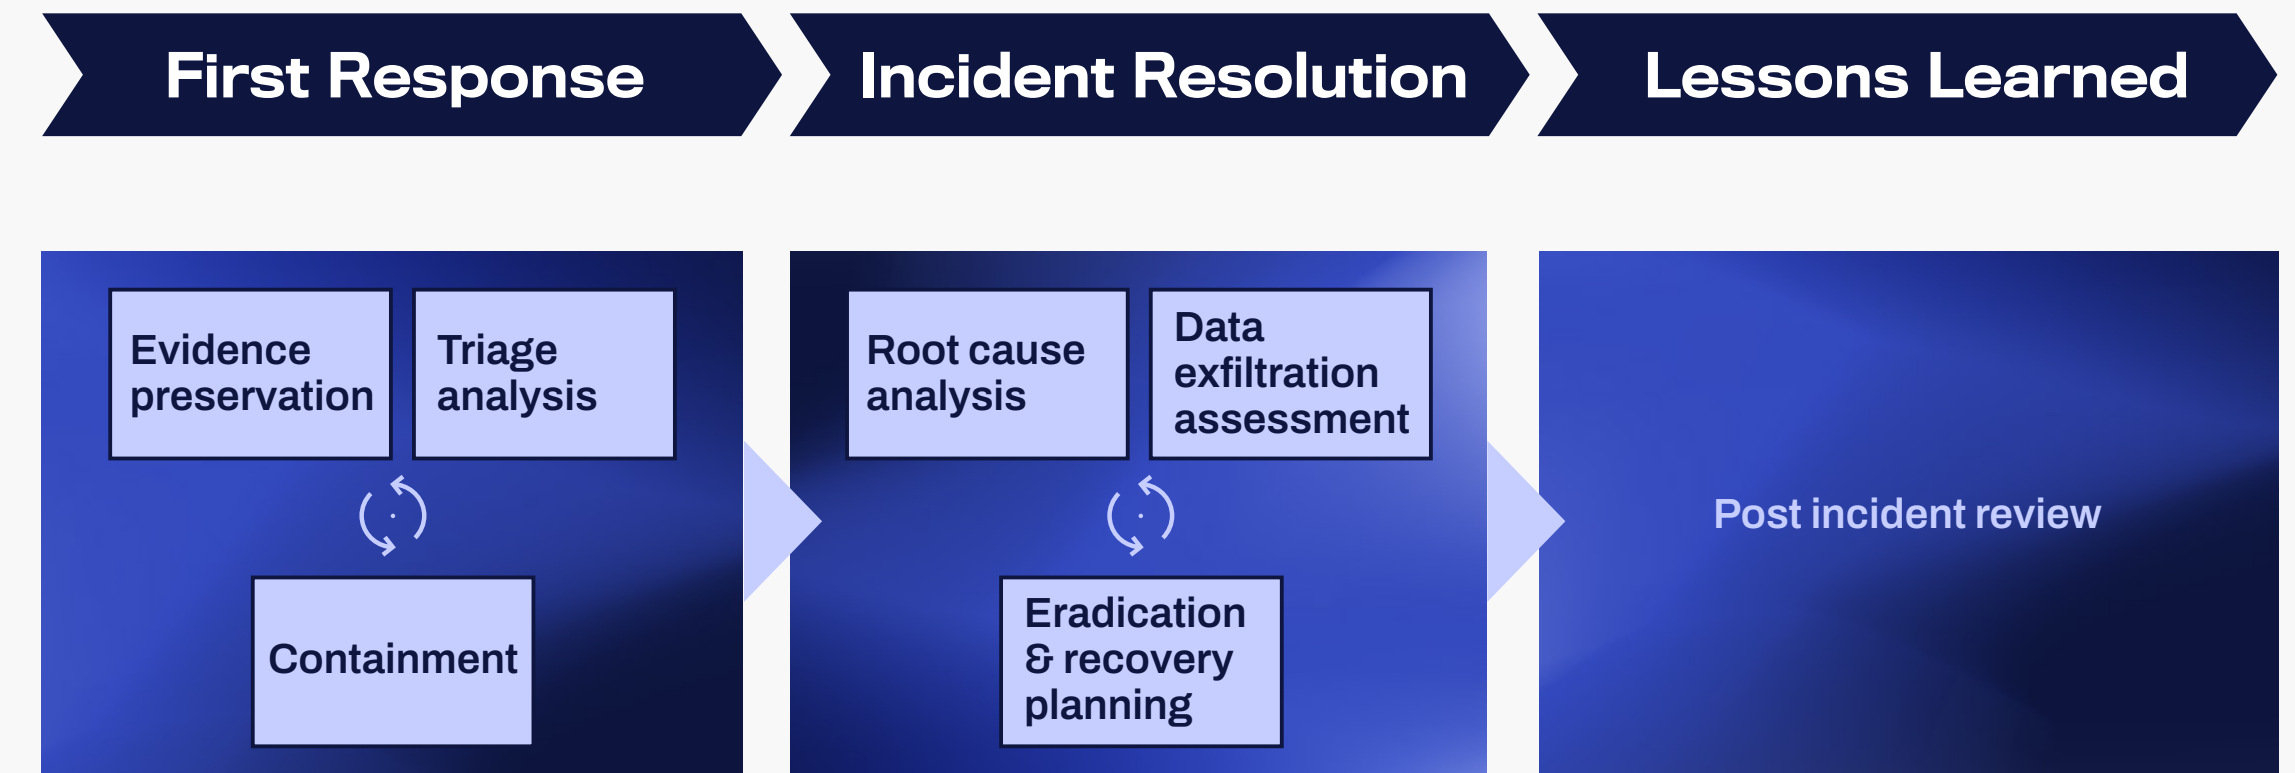 First Response
Incident Resolution
Lessons Learned
Evidence
preservation
Triage
analysis
Containment
Root cause
analysis
Data
exfiltration
assessment
Eradication
& recovery
planning
Post incident review